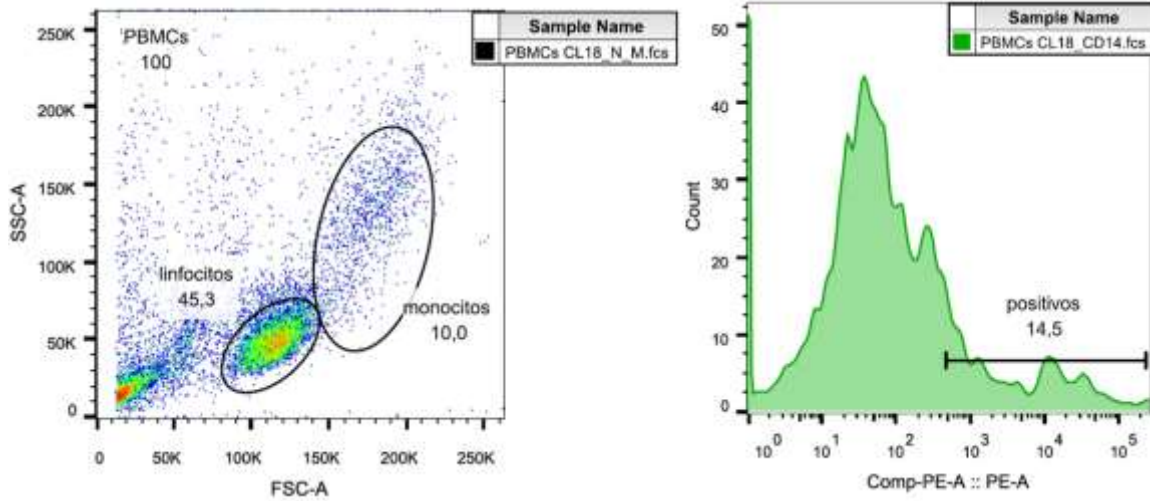 Sample Name
PBMCs CL18_N_M.fcs
PBMCs
100
linfocitos
45,3
monocitos
10,0
250K
200K
150K
100K
50K
0
SSC-A
0 50K 100K 150K 200K 250K
FSC-A
Sample Name
PBMCs CL18_CD14.fcs
positivos
14,5
50
40
30
20
10
0
Count
10^0 10^1 10^2 10^3 10^4 10^5
Comp-PE-A :: PE-A